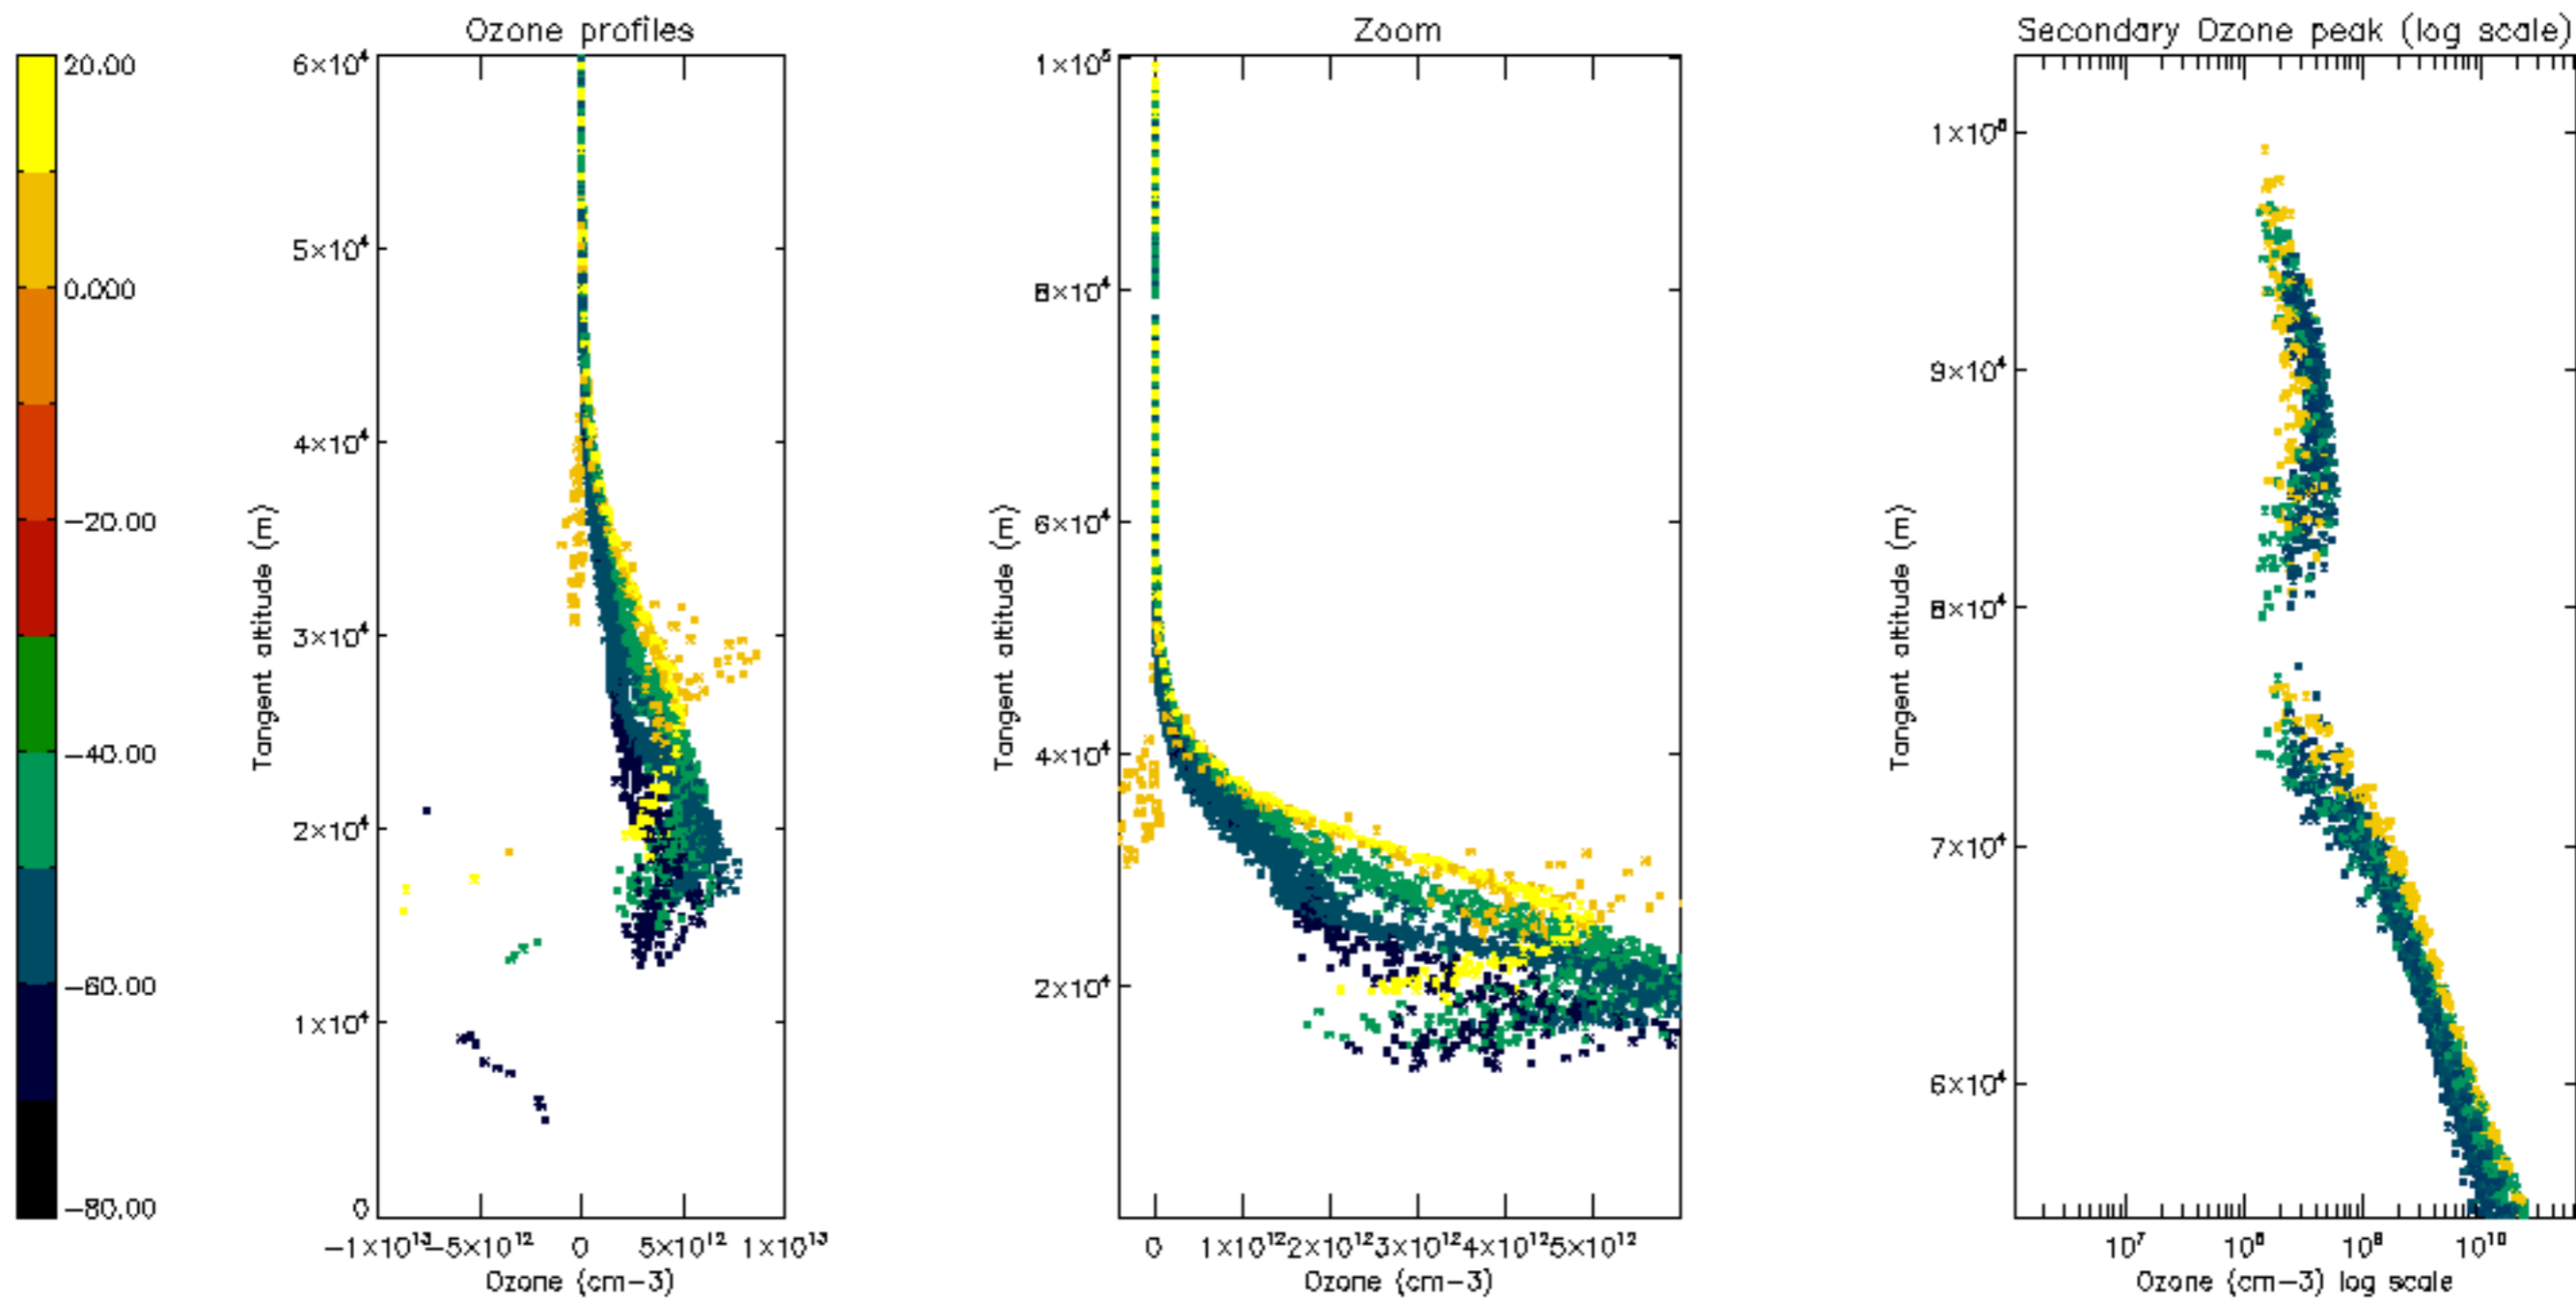 Ozone profiles
Zoom
Secondary Ozone peak (log scale)
20.00
0.000
−20.00
−40.00
−60.00
−80.00
Tangent altitude (m)
6×10⁴
5×10⁴
4×10⁴
3×10⁴
2×10⁴
1×10⁴
0
−1×10¹³ −5×10¹² 0 5×10¹² 1×10¹³
Ozone (cm−3)
Tangent altitude (m)
1×10⁵
8×10⁴
6×10⁴
4×10⁴
2×10⁴
0 1×10¹² 2×10¹² 3×10¹² 4×10¹² 5×10¹²
Ozone (cm−3)
Tangent altitude (m)
1×10⁵
9×10⁴
8×10⁴
7×10⁴
6×10⁴
10⁷ 10⁸ 10⁹ 10¹⁰
Ozone (cm−3) log scale